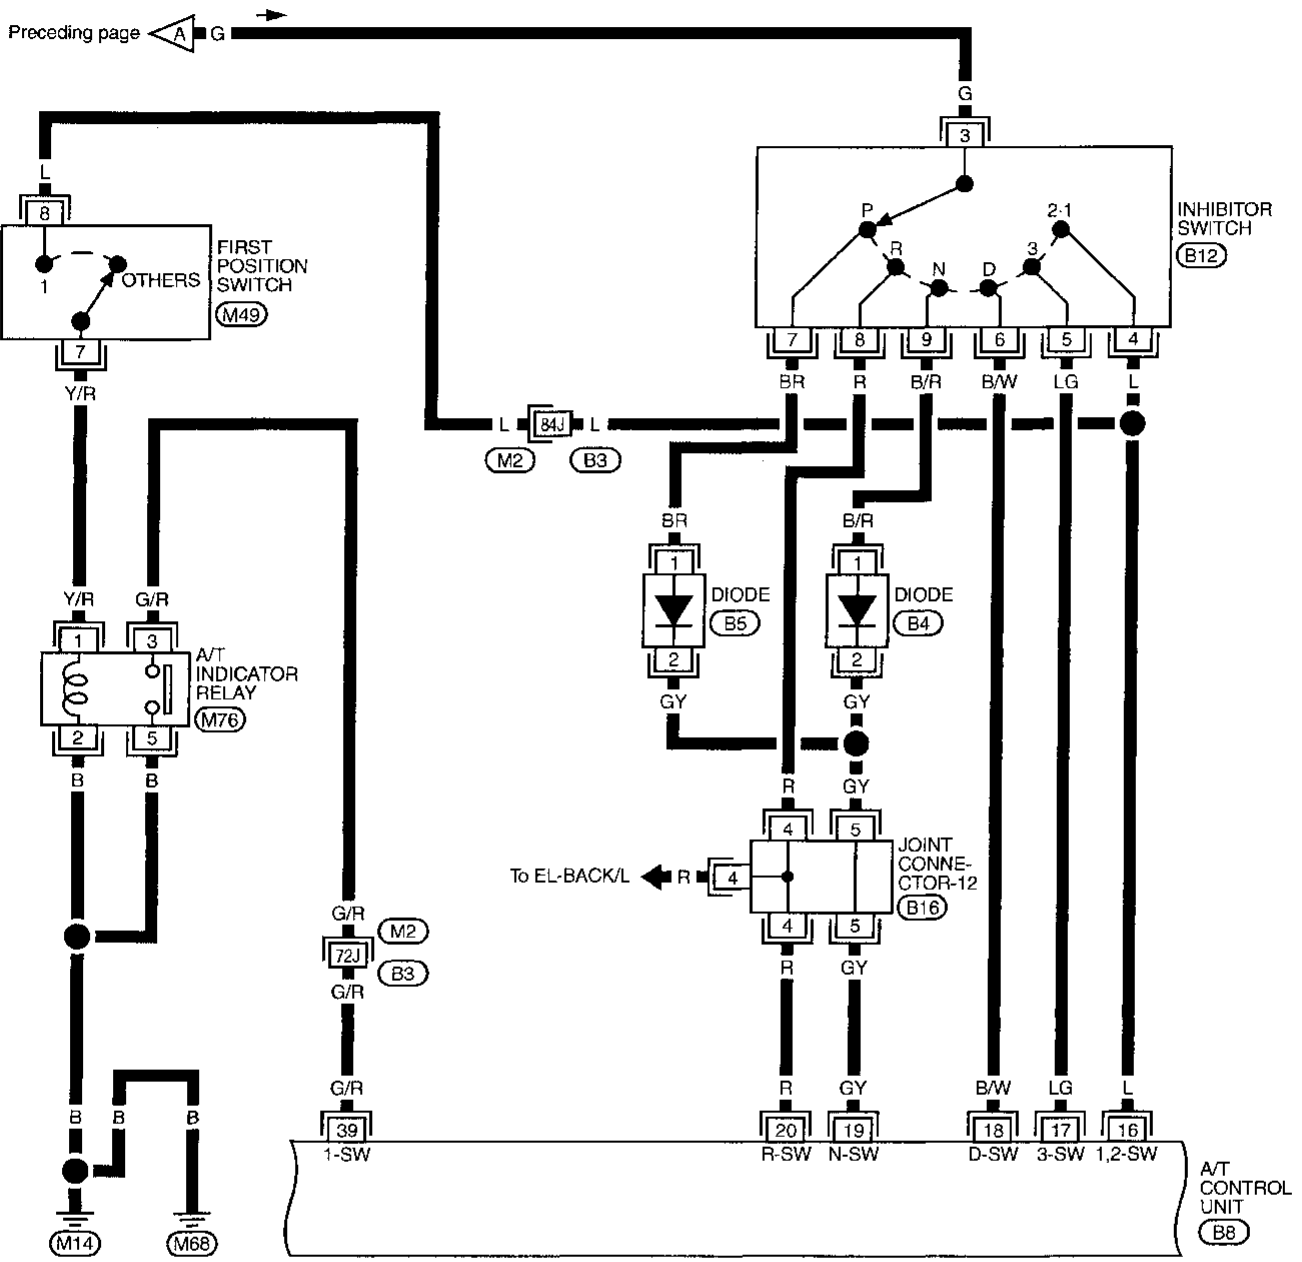 Preceding page A G
G
3
L
8
FIRST
POSITION
SWITCH
M49
1
OTHERS
7
Y/R
INHIBITOR
SWITCH
B12
P
R
N
D
3
2·1
7 8 9 6 5 4
BR R B/R B/W LG L
L 84J L
M2 B3
BR
1
DIODE
B5
2
GY
B/R
1
DIODE
B4
2
GY
Y/R G/R
1 3
A/T
INDICATOR
RELAY
M76
2 5
B B
R GY
4 5
JOINT
CONNE-
CTOR-12
B16
To EL-BACK/L R 4
4 5
R GY
G/R M2
72J
B3
G/R
B B B
M14 M68
G/R R GY B/W LG L
39 20 19 18 17 16
1-SW R-SW N-SW D-SW 3-SW 1,2-SW
A/T
CONTROL
UNIT
B8